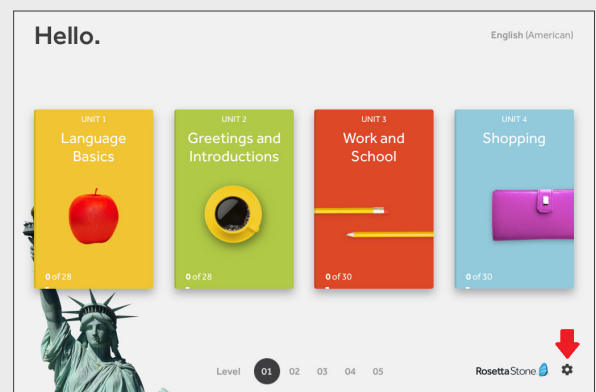 Hello.
English (American)
UNIT 1
Language
Basics
0 of 28
UNIT 2
Greetings and
Introductions
0 of 28
UNIT 3
Work and
School
0 of 30
UNIT 4
Shopping
0 of 30
Level 01 02 03 04 05
RosettaStone